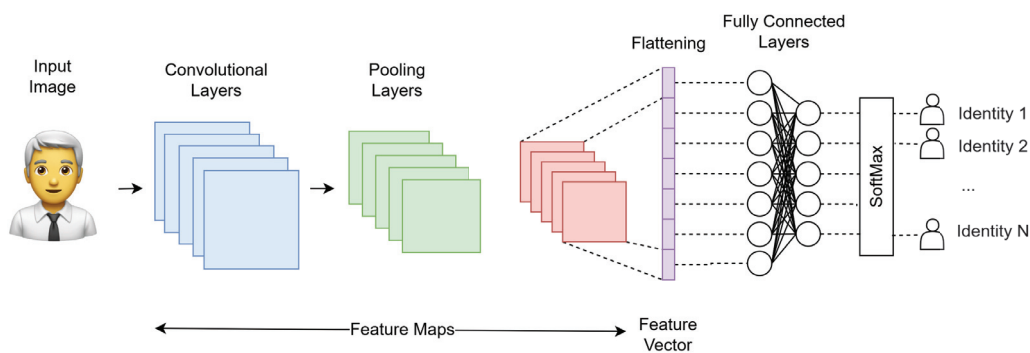 Input
Image
Convolutional
Layers
Pooling
Layers
Flattening
Fully Connected
Layers
SoftMax
Identity 1
Identity 2
...
Identity N
Feature Maps
Feature
Vector